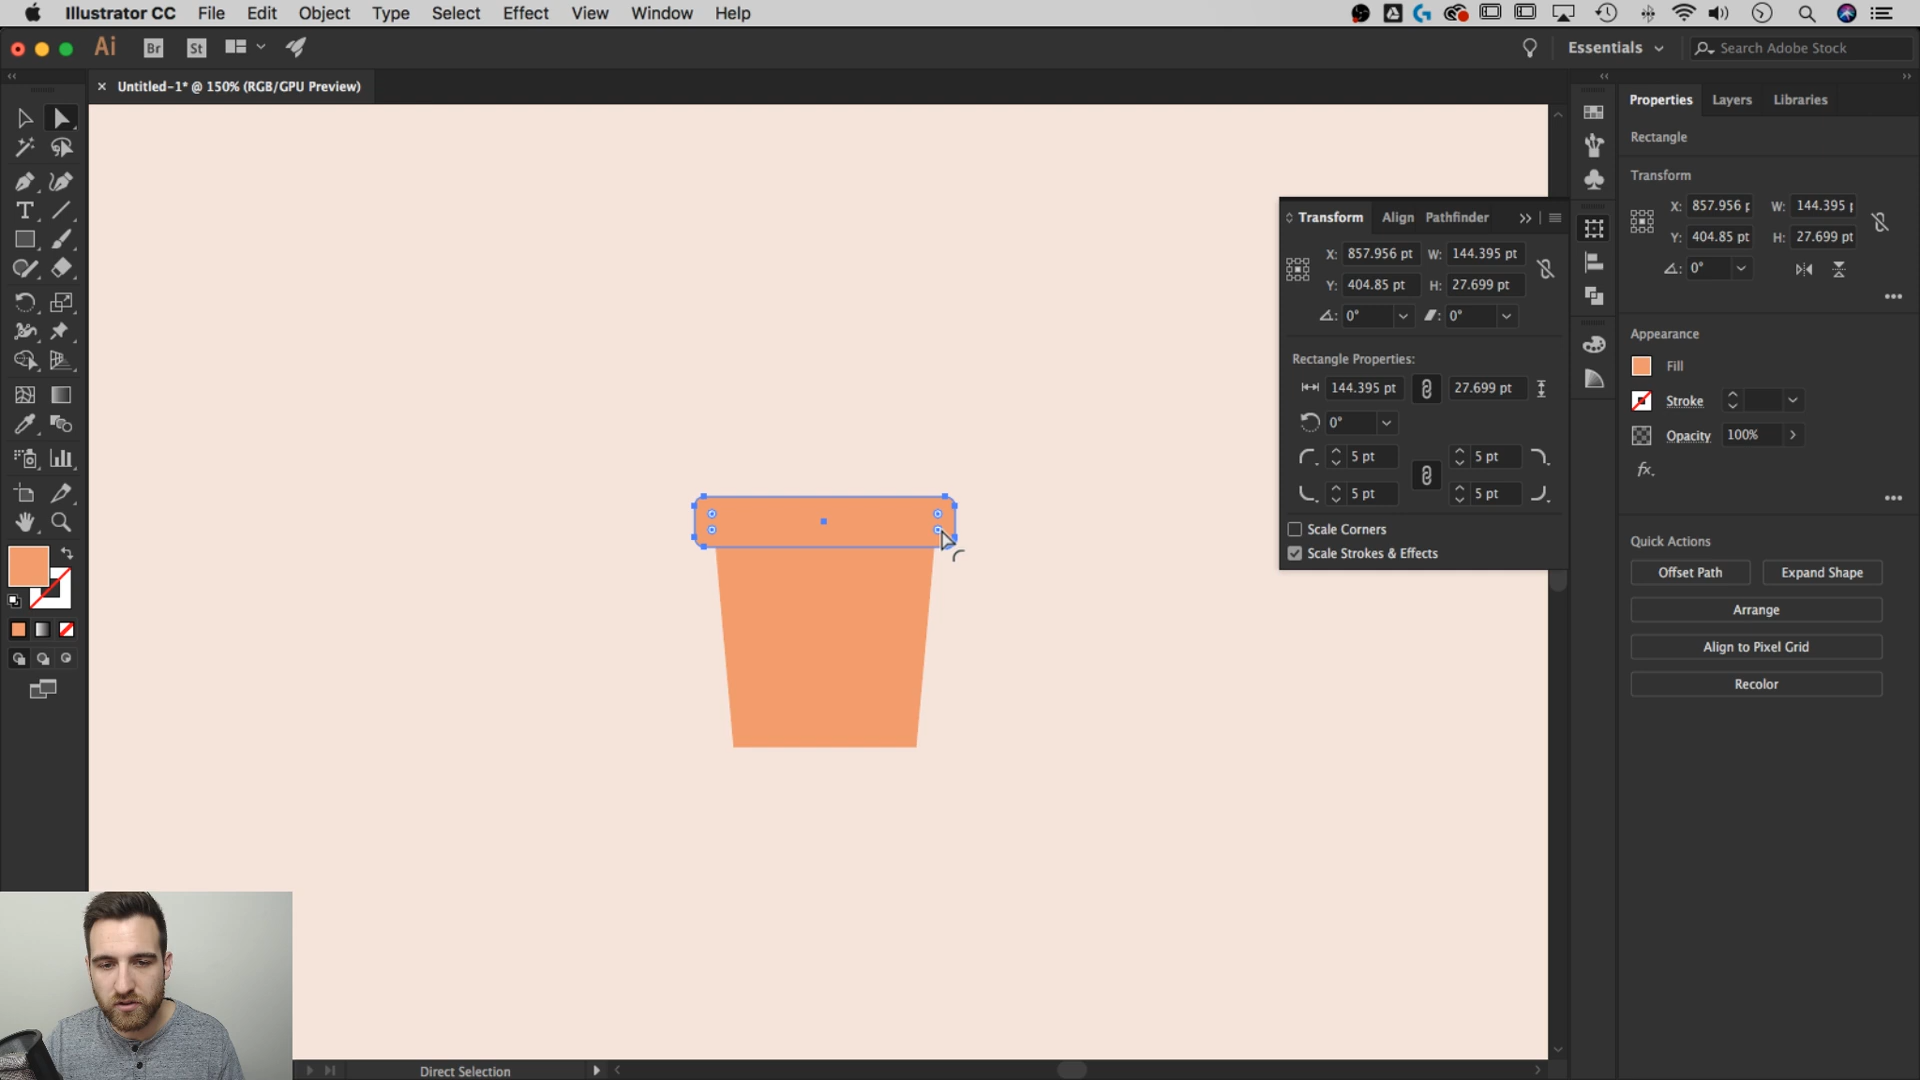 Illustrator CC File Edit Object Type Select Effect View Window Help
Ai Br St Essentials Search Adobe Stock
× Untitled-1* @ 150% (RGB/GPU Preview)
Properties Layers Libraries
Rectangle
Transform
X: 857.956 p W: 144.395 p
Y: 404.85 pt H: 27.699 pt
0°
Appearance
Fill
Stroke
Opacity 100%
fx.
Quick Actions
Offset Path Expand Shape
Arrange
Align to Pixel Grid
Recolor
Transform Align Pathfinder
X: 857.956 pt W: 144.395 pt
Y: 404.85 pt H: 27.699 pt
0° 0°
Rectangle Properties:
144.395 pt 27.699 pt
0°
5 pt 5 pt
5 pt 5 pt
Scale Corners
Scale Strokes & Effects
Direct Selection